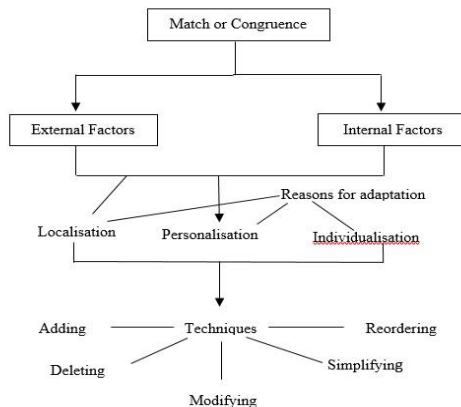 Match or Congruence
External Factors
Internal Factors
Reasons for adaptation
Localisation
Personalisation
Individualisation
Adding
Techniques
Reordering
Deleting
Simplifying
Modifying